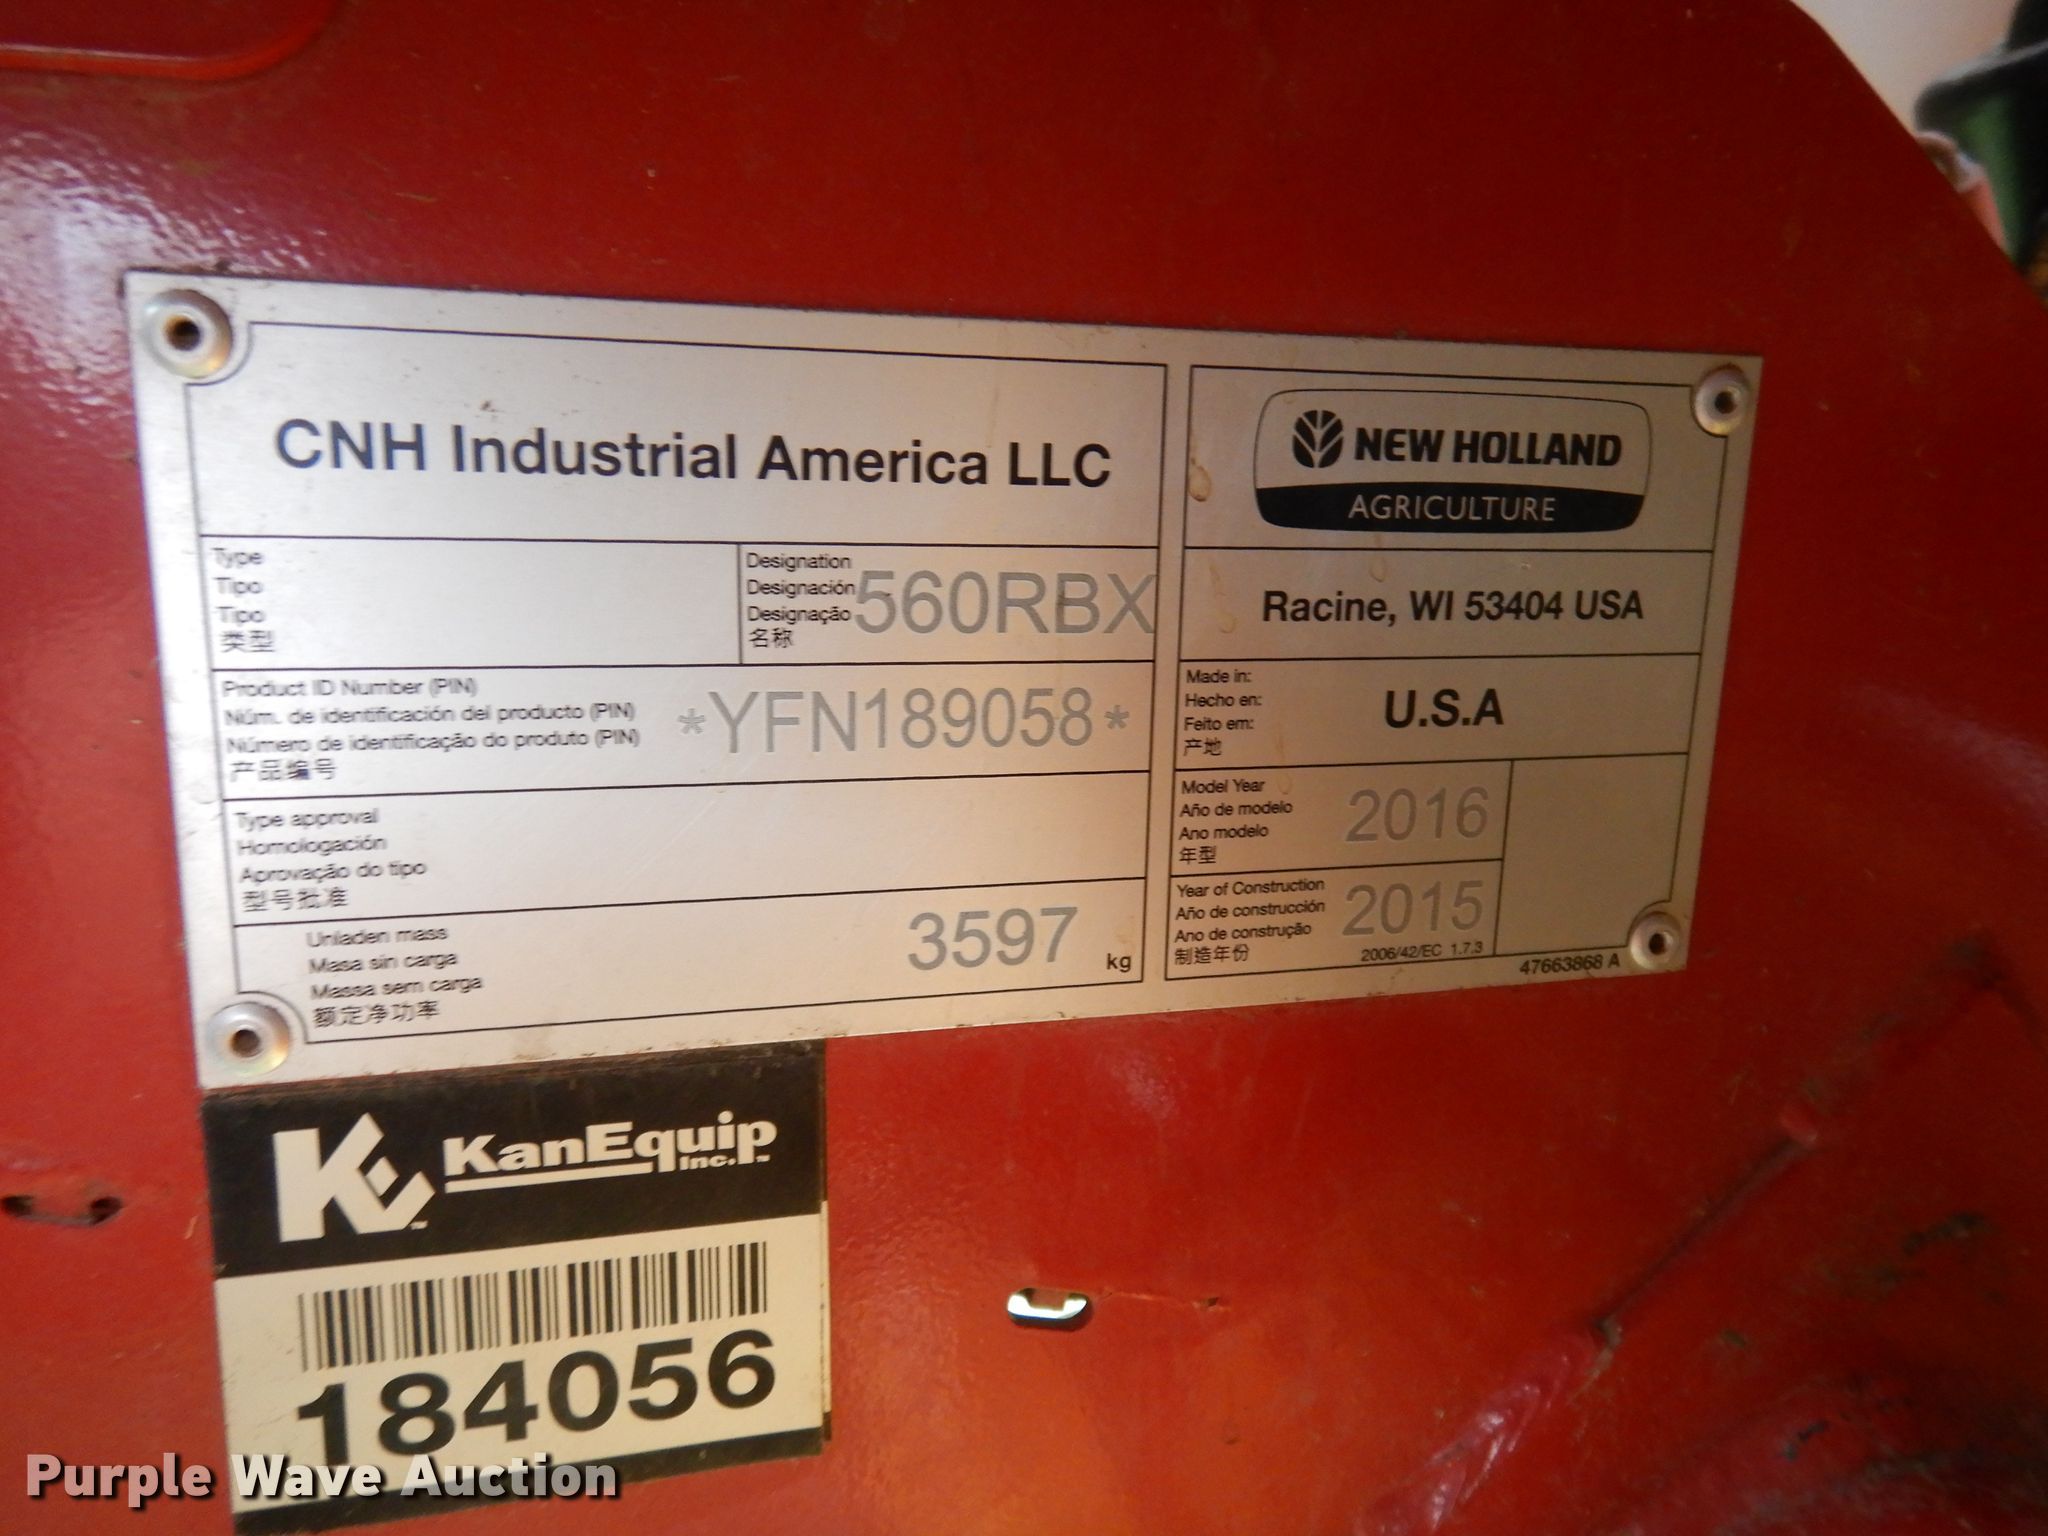 CNH Industrial America LLC
Type
Tipo
Tipo
类型
Designation
Designación
Designação
名称
560RBX
Product ID Number (PIN)
Núm. de identificación del producto (PIN)
Número de identificação do produto (PIN)
产品编号
*YFN189058*
Type approval
Homologación
Aprovação do tipo
型号批准
Unladen mass
Masa sin carga
Massa sem carga
额定净功率
3597 kg
NEW HOLLAND
AGRICULTURE
Racine, WI 53404 USA
Made in:
Hecho en:
Feito em:
产地
U.S.A
Model Year
Año de modelo
Ano modelo
年型
2016
Year of Construction
Año de construcción
Ano de construção
制造年份
2015
2006/42/EC 1.7.3
47663868 A
KE™
KanEquip
Inc.™
184056
Purple Wave Auction